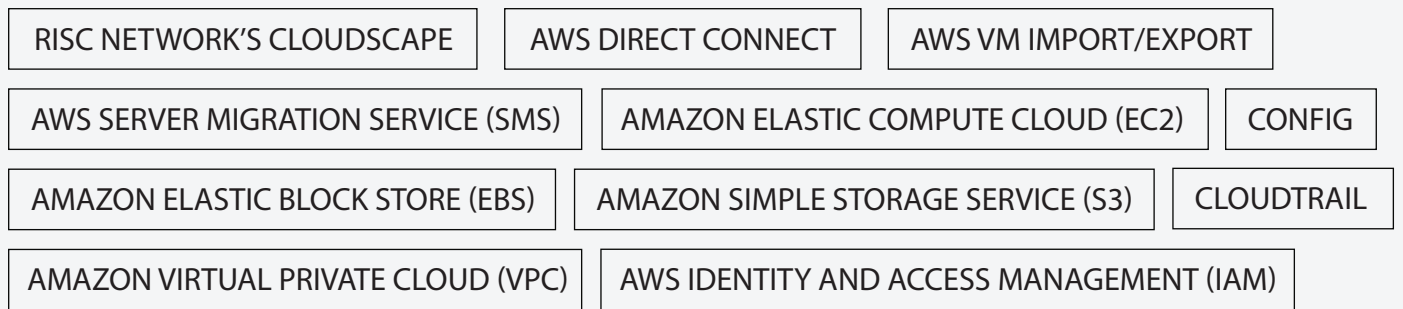 RISC NETWORK'S CLOUDSCAPE AWS DIRECT CONNECT AWS VM IMPORT/EXPORT
AWS SERVER MIGRATION SERVICE (SMS) AMAZON ELASTIC COMPUTE CLOUD (EC2) CONFIG
AMAZON ELASTIC BLOCK STORE (EBS) AMAZON SIMPLE STORAGE SERVICE (S3) CLOUDTRAIL
AMAZON VIRTUAL PRIVATE CLOUD (VPC) AWS IDENTITY AND ACCESS MANAGEMENT (IAM)